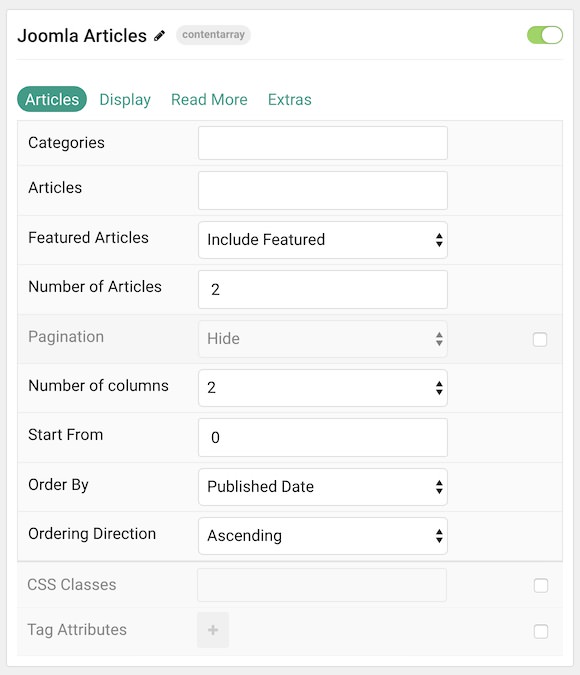 Joomla Articles contentarray
Articles Display Read More Extras
Categories
Articles
Featured Articles Include Featured
Number of Articles 2
Pagination Hide
Number of columns 2
Start From 0
Order By Published Date
Ordering Direction Ascending
CSS Classes
Tag Attributes +